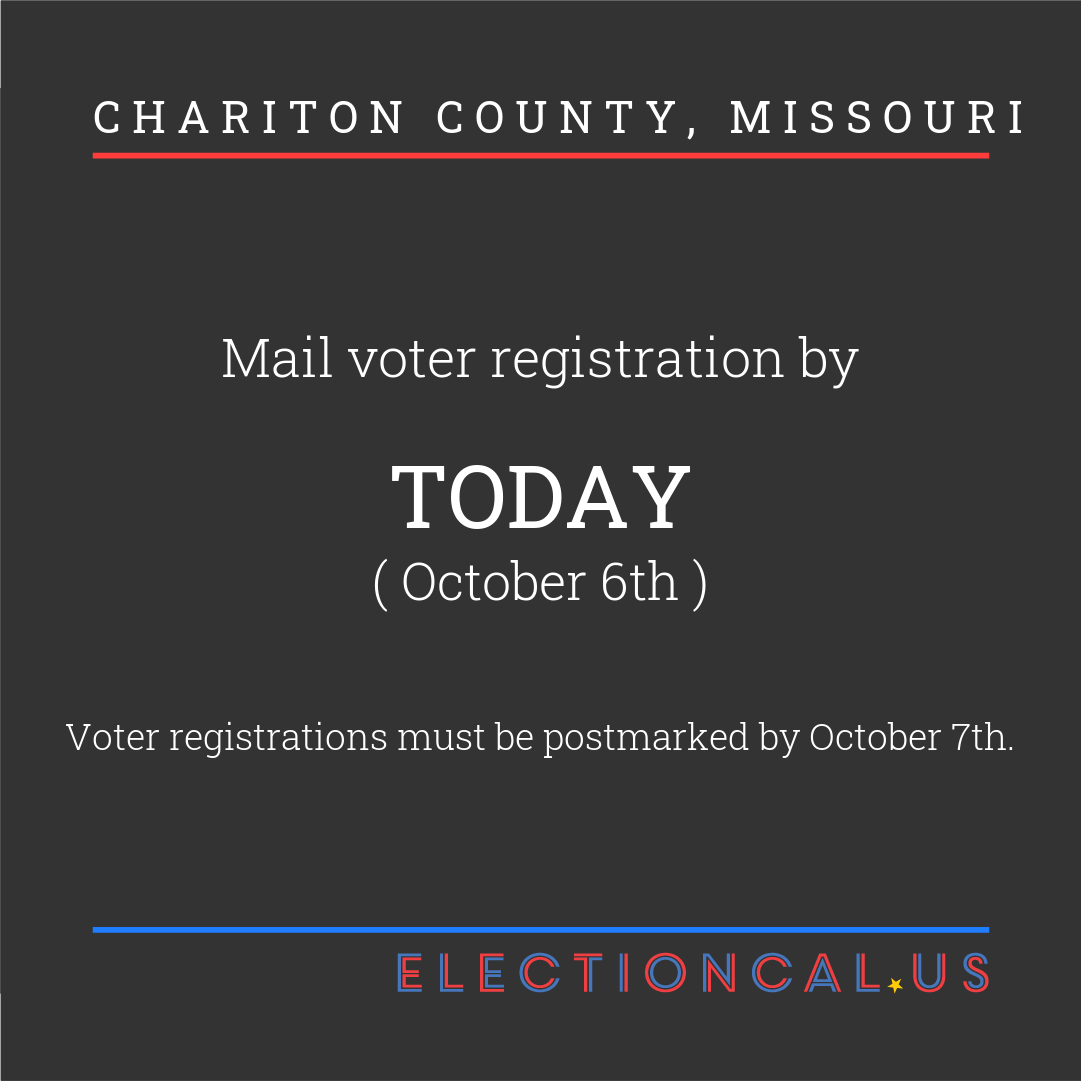 CHARITON COUNTY, MISSOURI
Mail voter registration by
TODAY
( October 6th )
Voter registrations must be postmarked by October 7th.
ELECTIONCAL.US